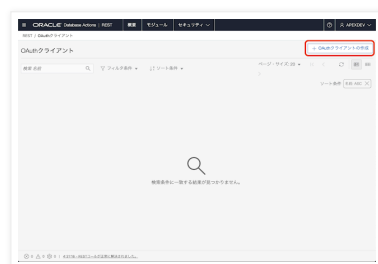 ORACLE Database Actions | REST 概要 モジュール セキュリティ APEXDEV
REST / OAuthクライアント
OAuthクライアント
+ OAuthクライアントの作成
検索 名前 フィルタ条件 ソート条件 ページ・サイズ: 20
ソート条件 名前: ASC
検索条件に一致する結果が見つかりません。